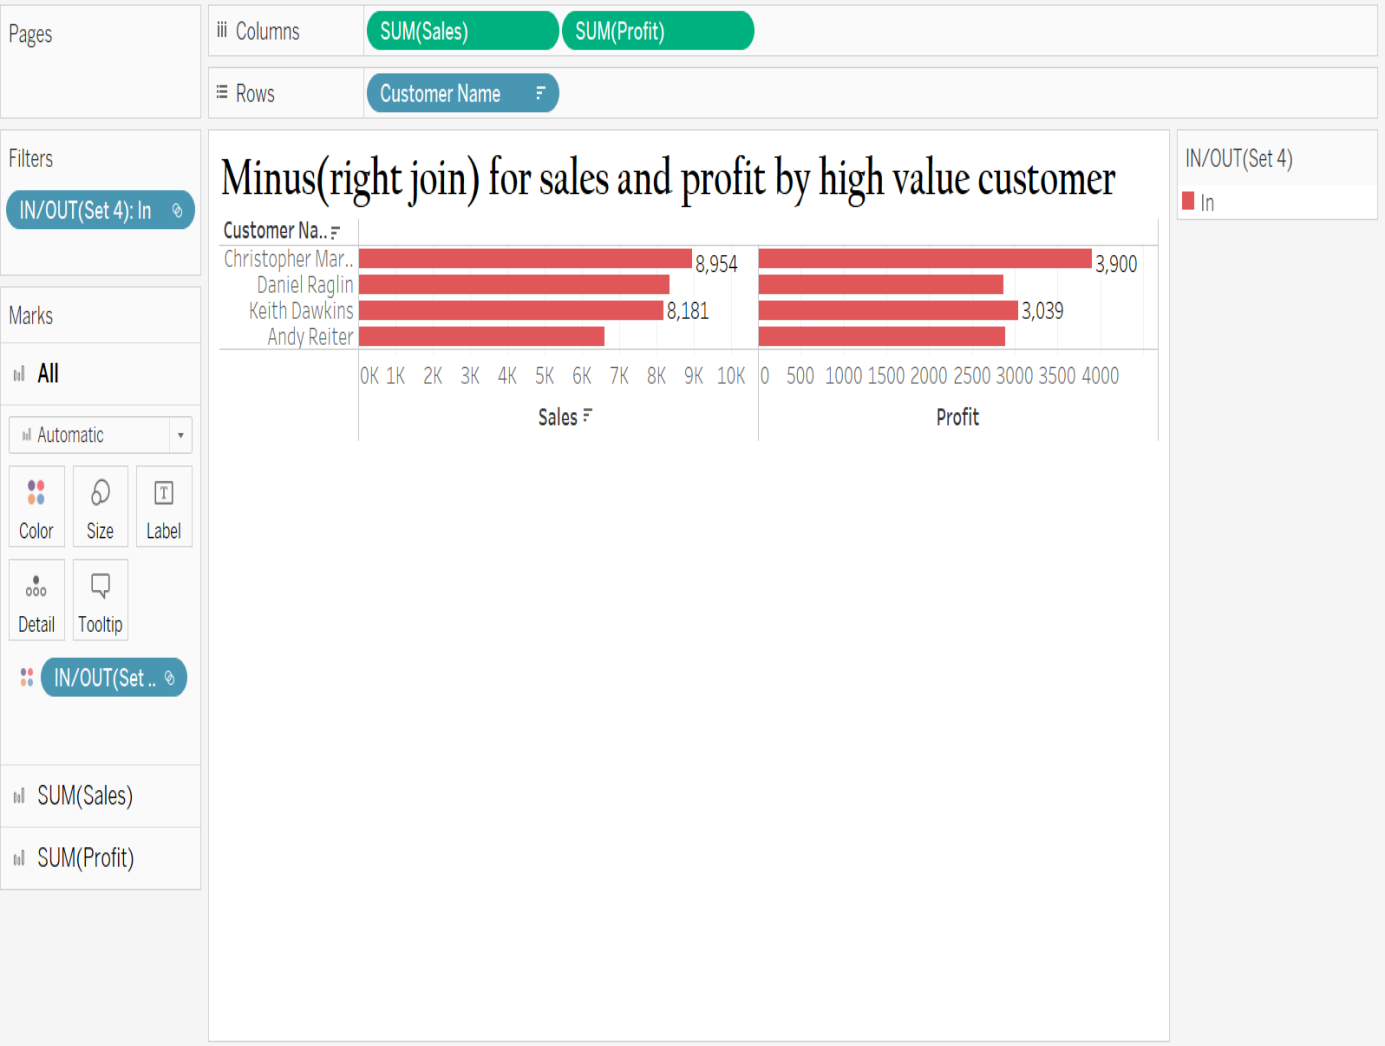 Pages
Columns SUM(Sales) SUM(Profit)
Rows Customer Name
Filters
IN/OUT(Set 4): In
Marks
All
Automatic
Color Size Label
Detail Tooltip
IN/OUT(Set ..
SUM(Sales)
SUM(Profit)
Minus(right join) for sales and profit by high value customer
Customer Na..
Christopher Mar.. 8,954 3,900
Daniel Raglin
Keith Dawkins 8,181 3,039
Andy Reiter
0K 1K 2K 3K 4K 5K 6K 7K 8K 9K 10K 0 500 1000 1500 2000 2500 3000 3500 4000
Sales Profit
IN/OUT(Set 4)
In